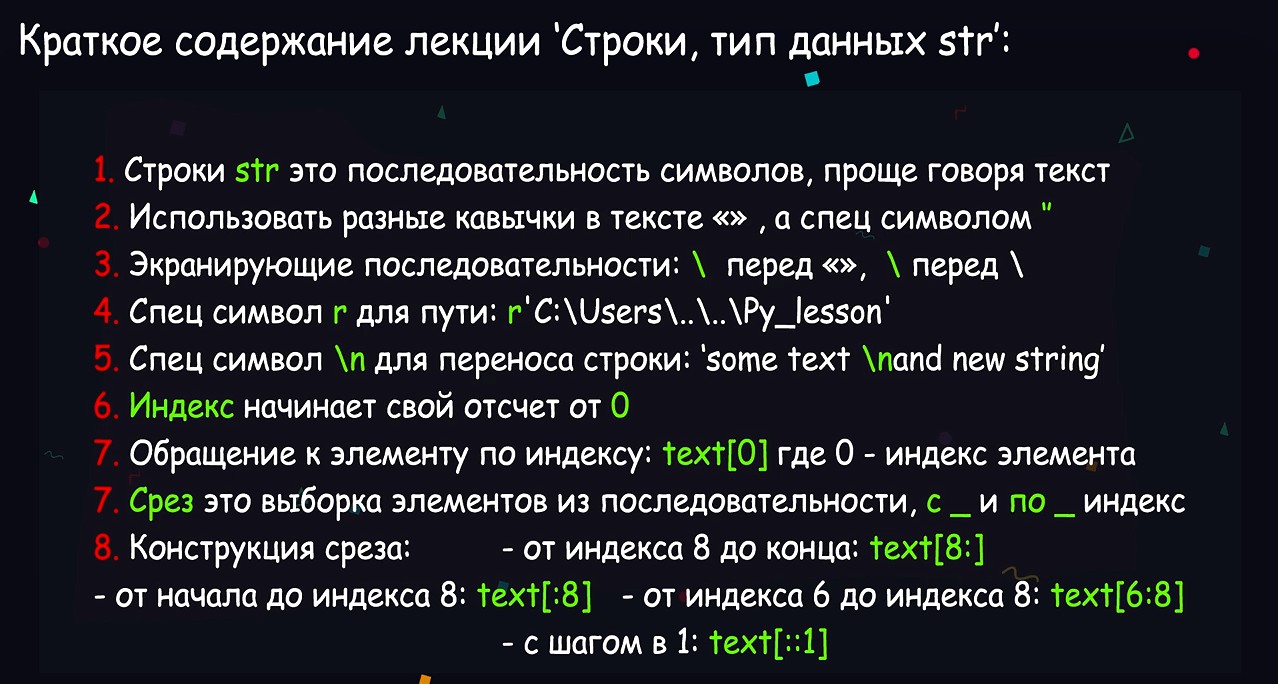 Краткое содержание лекции ‘Строки, тип данных str’:
1. Строки str это последовательность символов, проще говоря текст
2. Использовать разные кавычки в тексте «» , а спец символом ‘’
3. Экранирующие последовательности: \ перед «», \ перед \
4. Спец символ r для пути: r'C:\Users\..\..\Py_lesson'
5. Спец символ \n для переноса строки: ‘some text \nand new string’
6. Индекс начинает свой отсчет от 0
7. Обращение к элементу по индексу: text[0] где 0 - индекс элемента
7. Срез это выборка элементов из последовательности, с _ и по _ индекс
8. Конструкция среза: - от индекса 8 до конца: text[8:]
- от начала до индекса 8: text[:8] - от индекса 6 до индекса 8: text[6:8]
- с шагом в 1: text[::1]